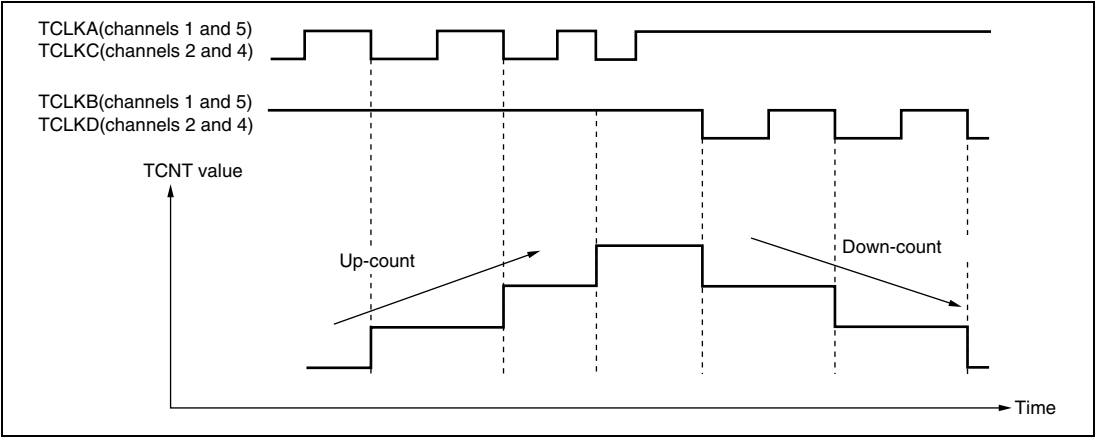 TCLKA(channels 1 and 5)
TCLKC(channels 2 and 4)
TCLKB(channels 1 and 5)
TCLKD(channels 2 and 4)
TCNT value
Up-count
Down-count
Time